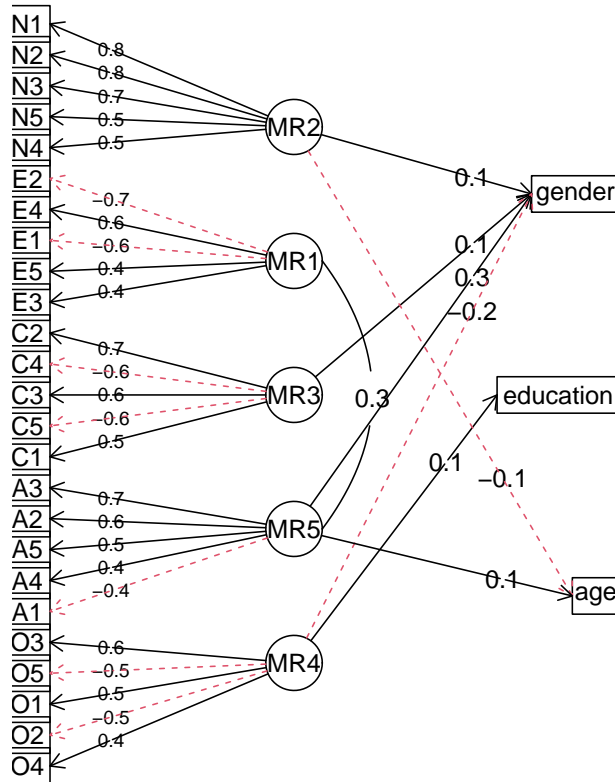 N1
N2
N3
N5
N4
E2
E4
E1
E5
E3
C2
C4
C3
C5
C1
A3
A2
A5
A4
A1
O3
O5
O1
O2
O4
0.8
0.8
0.7
0.5
0.5
−0.7
0.6
−0.6
0.4
0.4
0.7
−0.6
0.6
−0.6
0.5
0.7
0.6
0.5
0.4
−0.4
0.6
−0.5
0.5
−0.5
0.4
MR2
MR1
MR3
MR5
MR4
0.3
0.1
0.1
0.3
−0.2
0.1
−0.1
0.1
gender
education
age